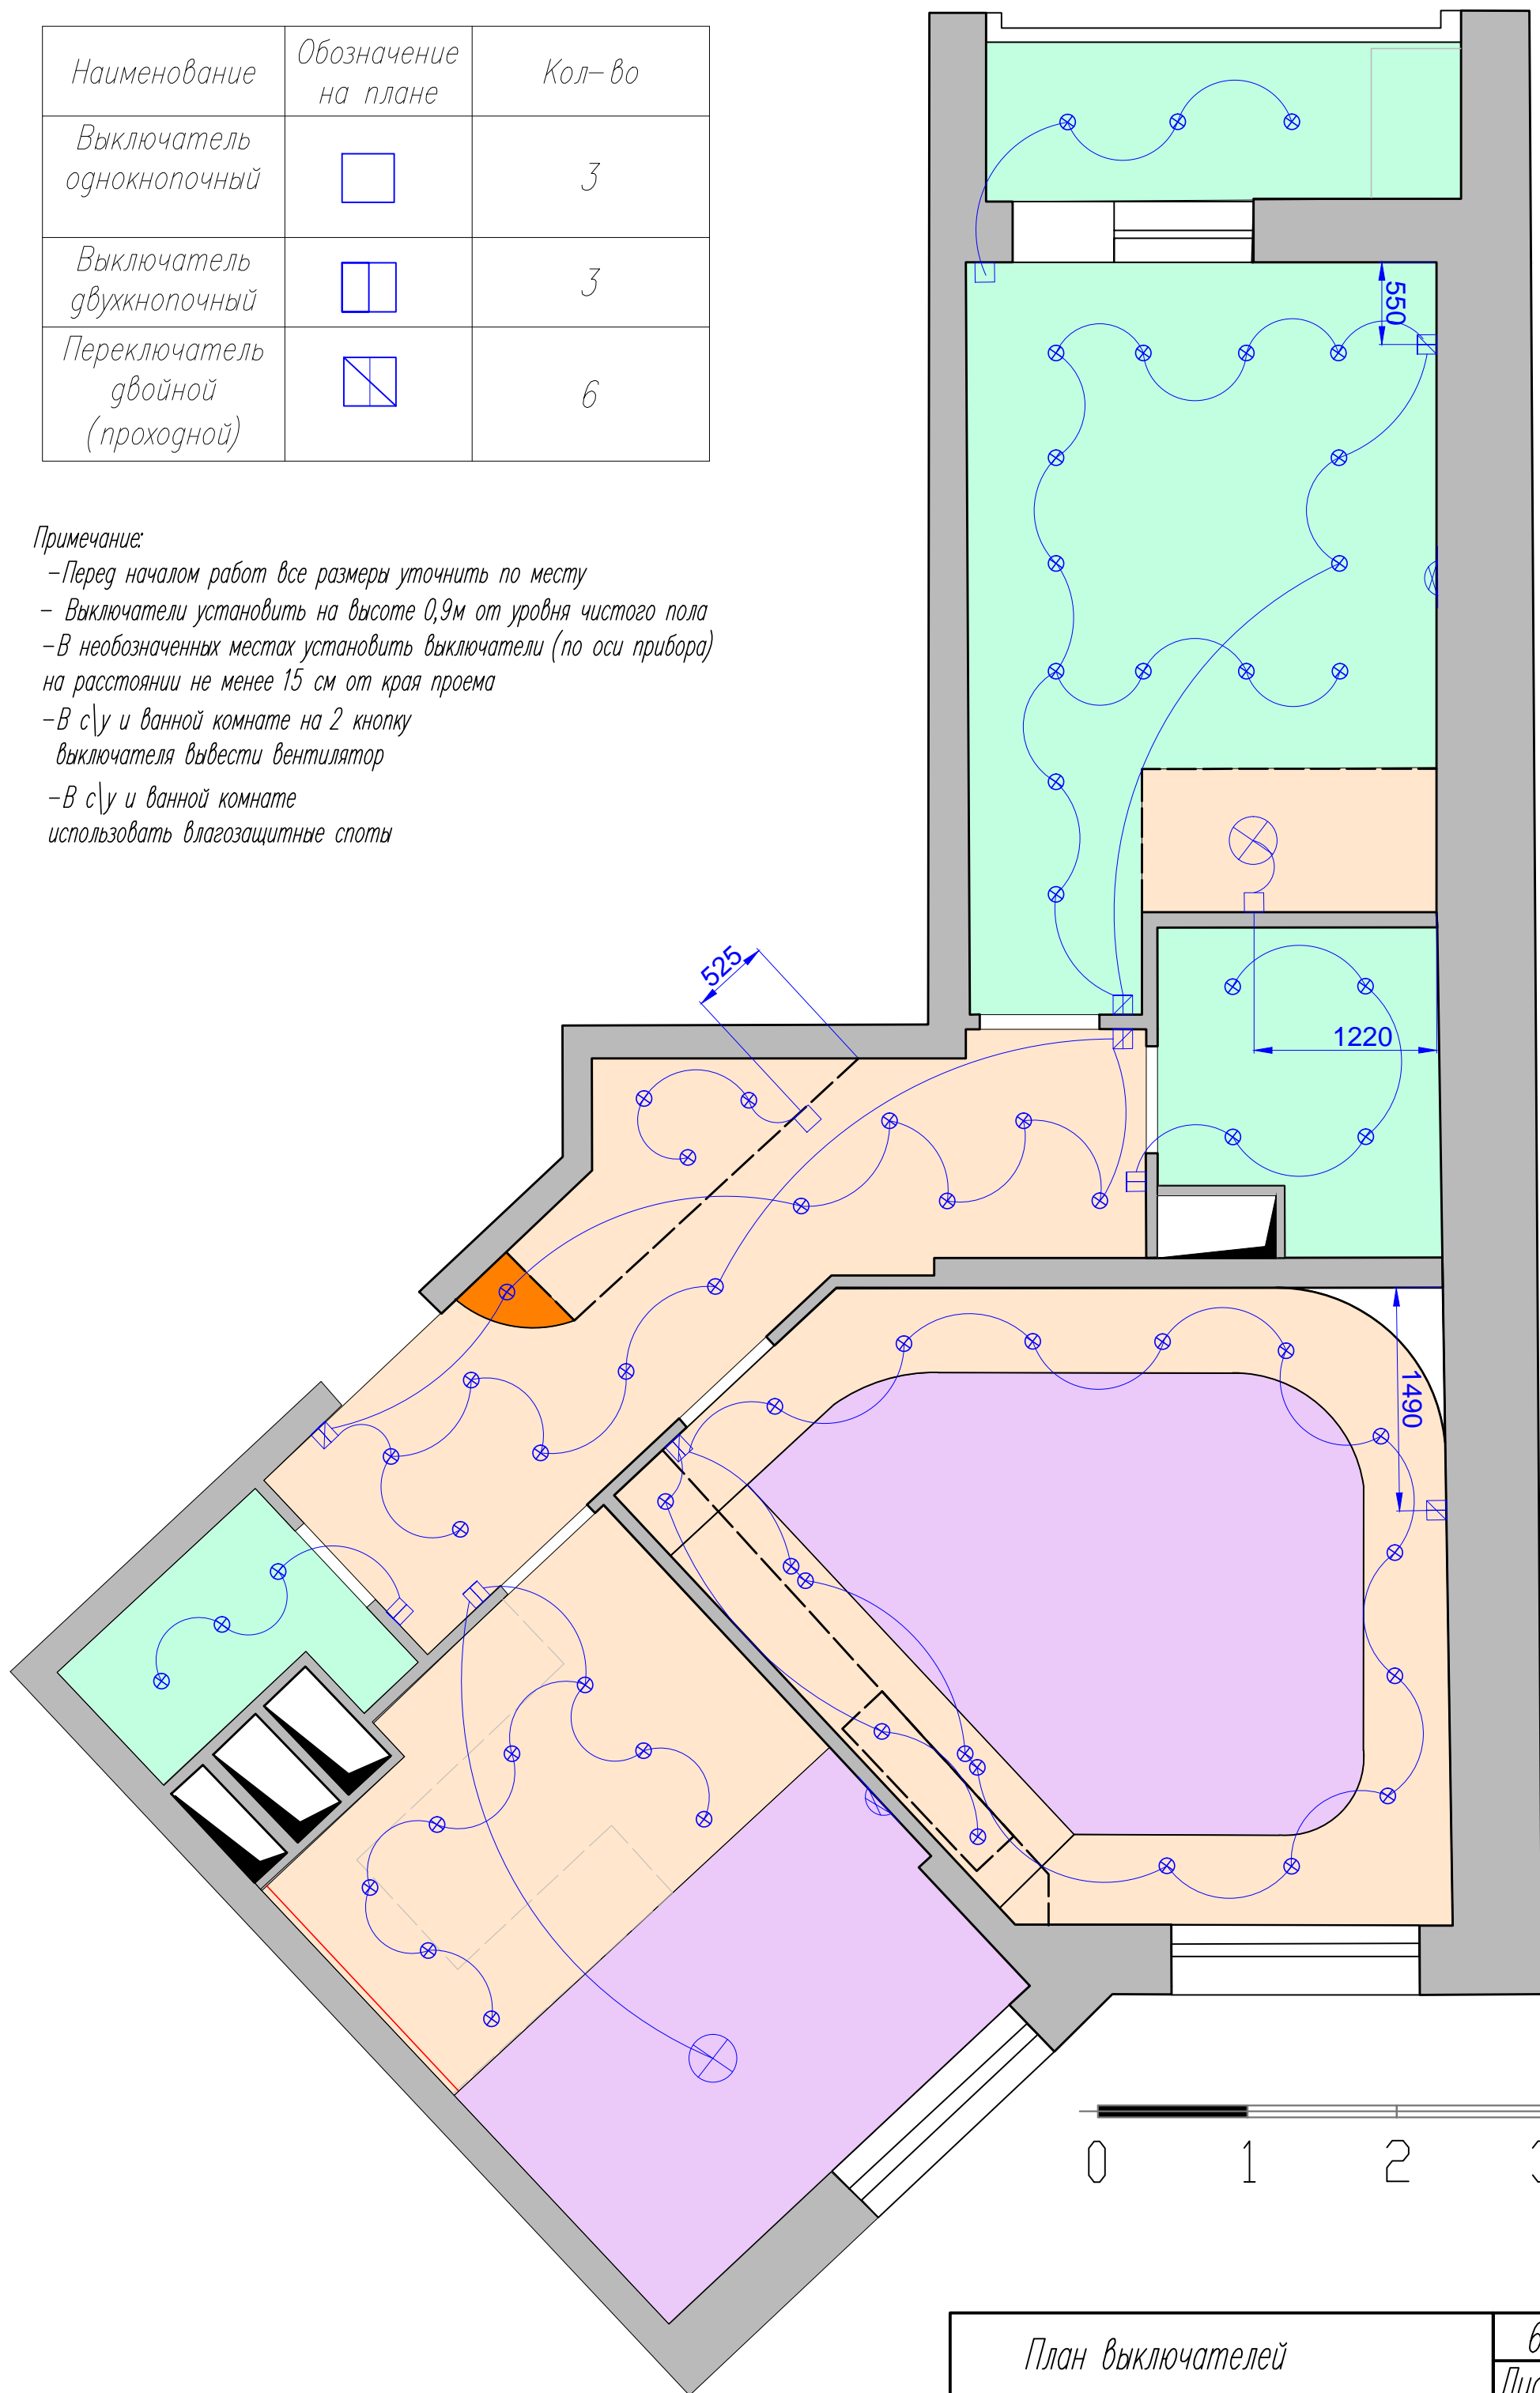 Наименование
Обозначение
на плане
Кол-во
Выключатель
однокнопочный
3
Выключатель
двухкнопочный
3
Переключатель
двойной
(проходной)
6
Примечание:
-Перед началом работ все размеры уточнить по месту
- Выключатели установить на высоте 0,9м от уровня чистого пола
-В необозначенных местах установить выключатели (по оси прибора)
на расстоянии не менее 15 см от края проема
-В с\у и ванной комнате на 2 кнопку
выключателя вывести вентилятор
-В с\у и ванной комнате
использовать влагозащитные споты
550
525
1220
1490
0 1 2
План выключателей